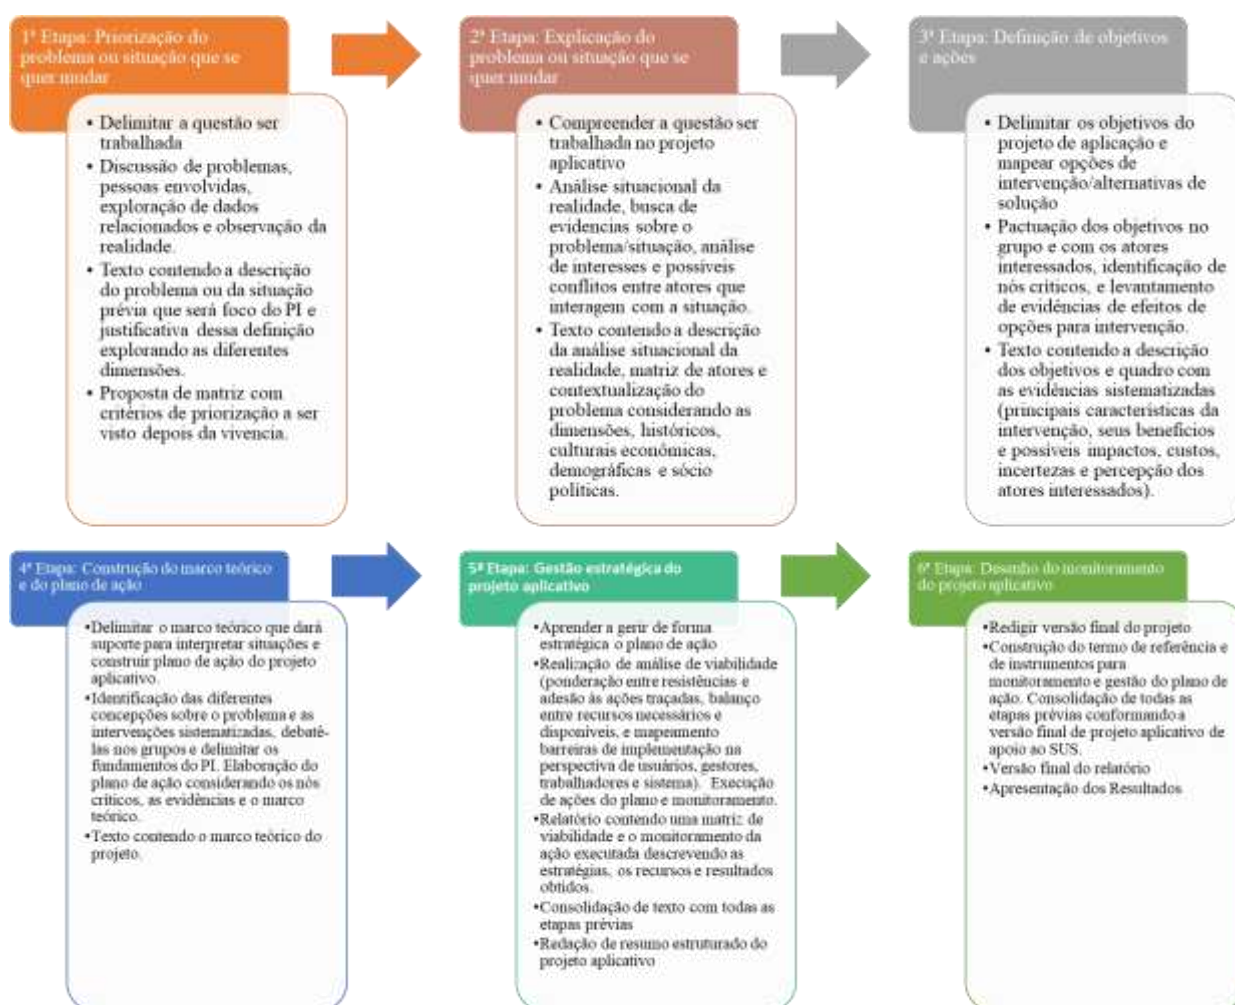 1ª Etapa: Priorização do
problema ou situação que se
quer mudar
• Delimitar a questão ser
trabalhada
• Discussão de problemas,
pessoas envolvidas,
exploração de dados
relacionados e observação da
realidade.
• Texto contendo a descrição
do problema ou da situação
prévia que será foco do PI e
justificativa dessa definição
explorando as diferentes
dimensões.
• Proposta de matriz com
critérios de priorização a ser
visto depois da vivencia.
2ª Etapa: Explicação do
problema ou situação que se
quer mudar
• Compreender a questão ser
trabalhada no projeto
aplicativo
• Análise situacional da
realidade, busca de
evidencias sobre o
problema/situação, análise
de interesses e possíveis
conflitos entre atores que
interagem com a situação.
• Texto contendo a descrição
da análise situacional da
realidade, matriz de atores e
contextualização do
problema considerando as
dimensões, históricos,
culturais econômicas,
demográficas e sócio
políticas.
3ª Etapa: Definição de objetivos
e ações
• Delimitar os objetivos do
projeto de aplicação e
mapear opções de
intervenção/alternativas de
solução
• Pactuação dos objetivos no
grupo e com os atores
interessados, identificação de
nós críticos, e levantamento
de evidências de efeitos de
opções para intervenção.
• Texto contendo a descrição
dos objetivos e quadro com
as evidências sistematizadas
(principais características da
intervenção, seus benefícios
e possíveis impactos, custos,
incertezas e percepção dos
atores interessados).
4ª Etapa: Construção do marco teórico
e do plano de ação
•Delimitar o marco teórico que dará
suporte para interpretar situações e
construir plano de ação do projeto
aplicativo.
•Identificação das diferentes
concepções sobre o problema e as
intervenções sistematizadas, debatê-
las nos grupos e delimitar os
fundamentos do PI. Elaboração do
plano de ação considerando os nós
críticos, as evidências e o marco
teórico.
•Texto contendo o marco teórico do
projeto.
5ª Etapa: Gestão estratégica do
projeto aplicativo
•Aprender a gerir de forma
estratégica o plano de ação
•Realização de análise de viabilidade
(ponderação entre resistências e
adesão às ações traçadas, balanço
entre recursos necessários e
disponíveis, e mapeamento
barreiras de implementação na
perspectiva de usuários, gestores,
trabalhadores e sistema). Execução
de ações do plano e monitoramento.
•Relatório contendo uma matriz de
viabilidade e o monitoramento da
ação executada descrevendo as
estratégias, os recursos e resultados
obtidos.
•Consolidação de texto com todas as
etapas prévias
•Redação de resumo estruturado do
projeto aplicativo
6ª Etapa: Desenho do monitoramento
do projeto aplicativo
•Redigir versão final do projeto
•Construção do termo de referência e
de instrumentos para
monitoramento e gestão do plano de
ação. Consolidação de todas as
etapas prévias conformando a
versão final de projeto aplicativo de
apoio ao SUS.
•Versão final do relatório
•Apresentação dos Resultados